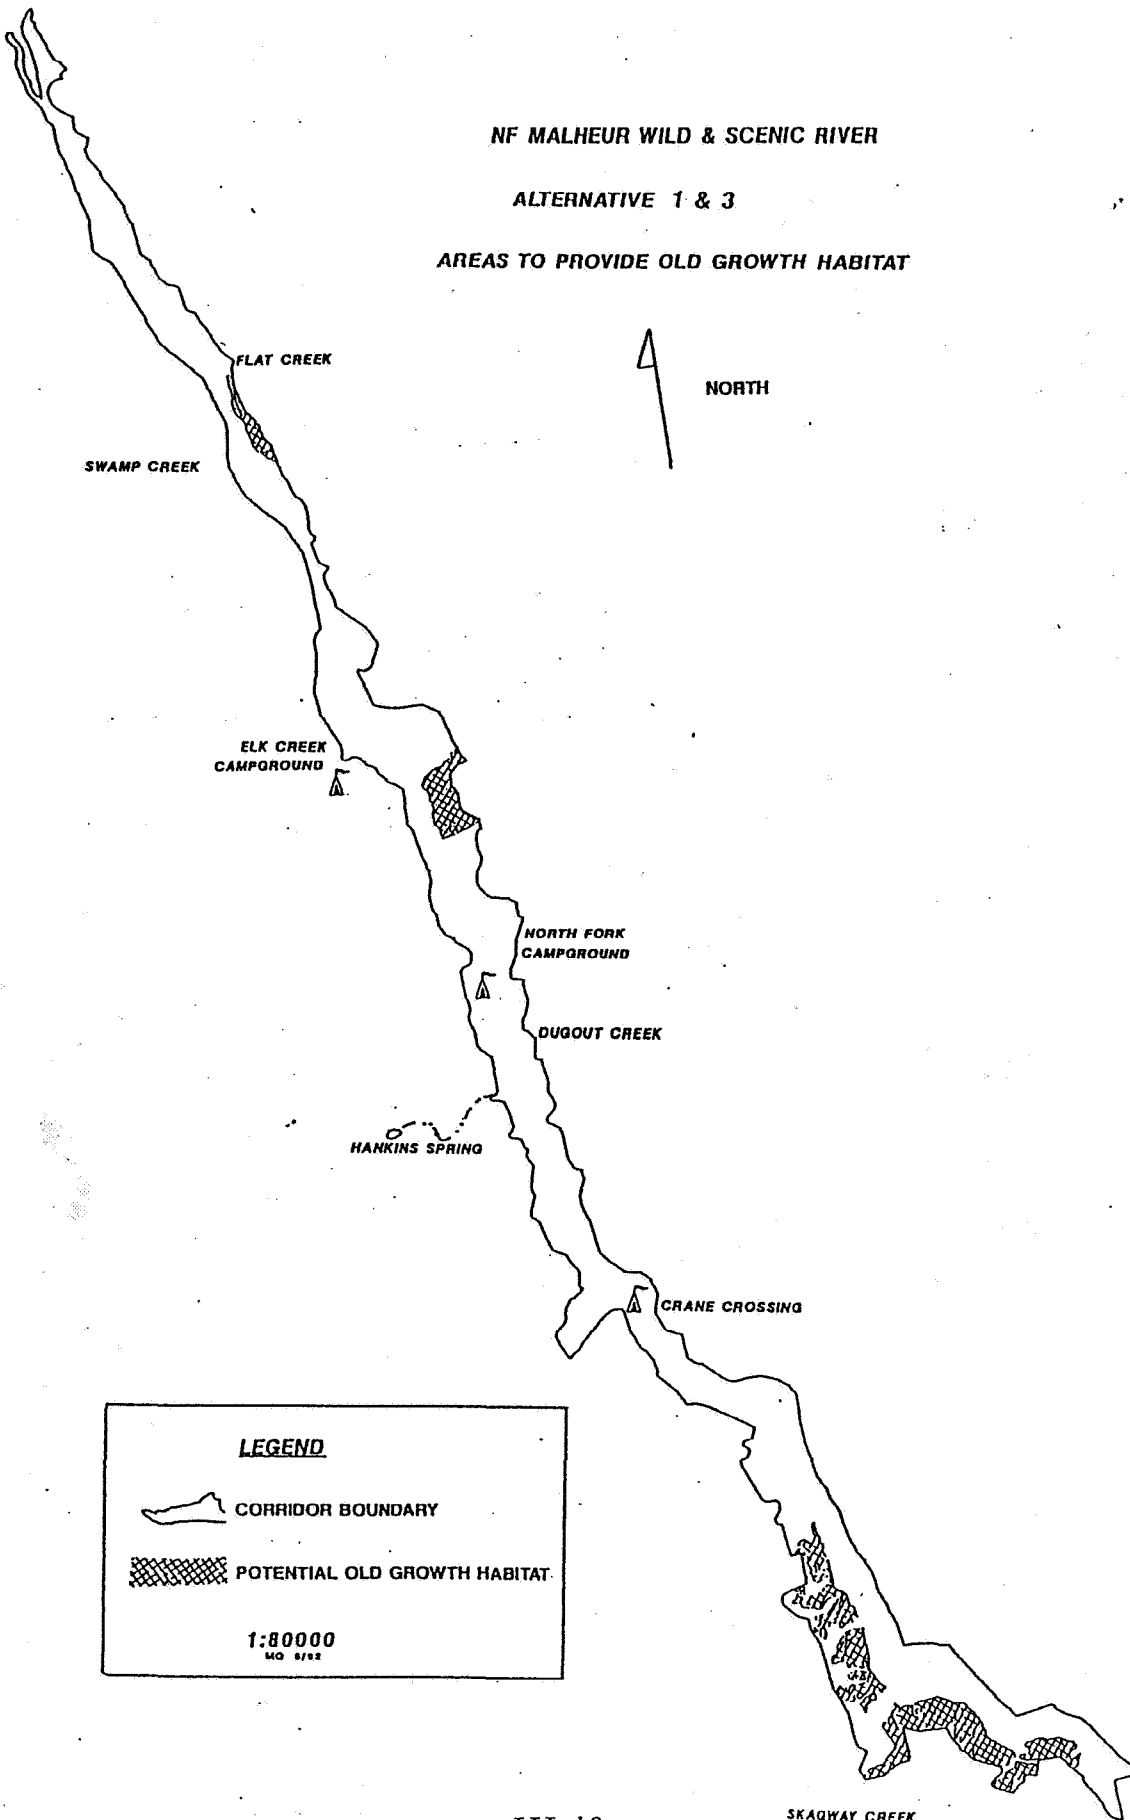 NF MALHEUR WILD & SCENIC RIVER
ALTERNATIVE 1 & 3
AREAS TO PROVIDE OLD GROWTH HABITAT
FLAT CREEK
NORTH
SWAMP CREEK
ELK CREEK
CAMPGROUND
NORTH FORK
CAMPGROUND
DUGOUT CREEK
HANKINS SPRING
CRANE CROSSING
LEGEND
CORRIDOR BOUNDARY
POTENTIAL OLD GROWTH HABITAT
1:80000
SKAGWAY CREEK